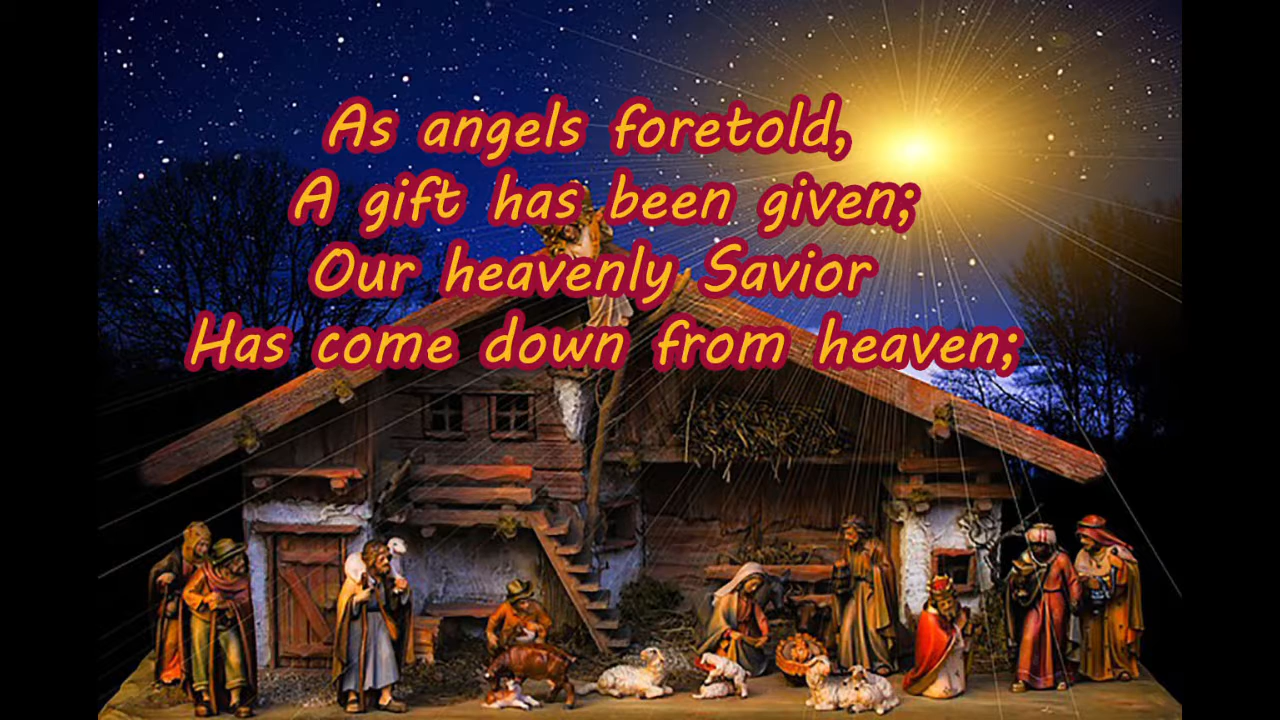 As angels foretold,
A gift has been given;
Our heavenly Savior
Has come down from heaven;